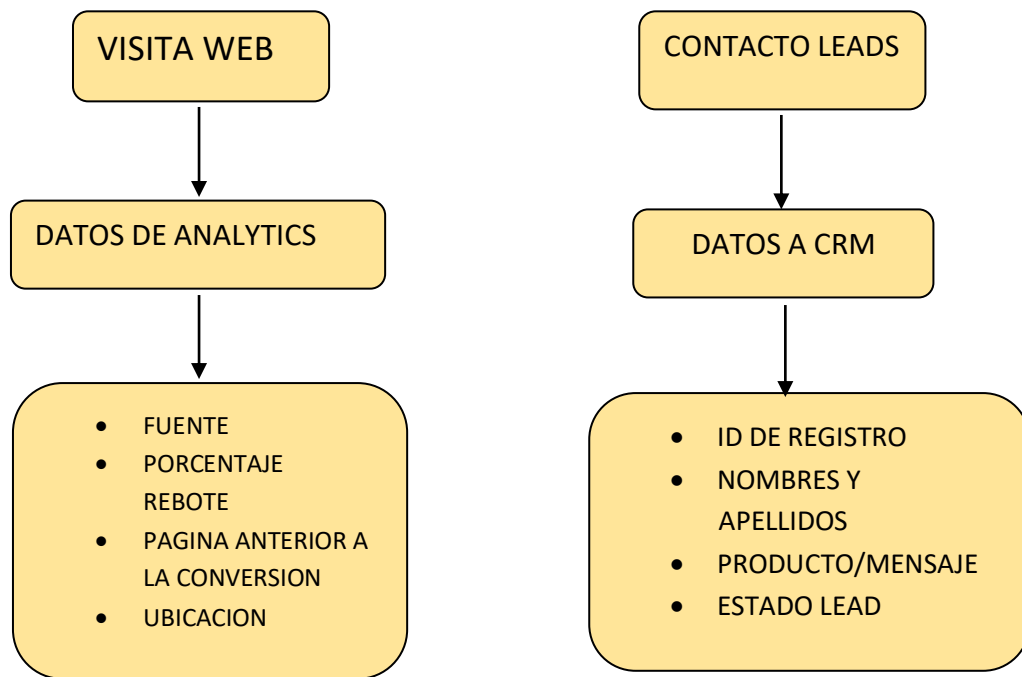 VISITA WEB
DATOS DE ANALYTICS
• FUENTE
• PORCENTAJE
REBOTE
• PAGINA ANTERIOR A
LA CONVERSION
• UBICACION
CONTACTO LEADS
DATOS A CRM
• ID DE REGISTRO
• NOMBRES Y
APELLIDOS
• PRODUCTO/MENSAJE
• ESTADO LEAD